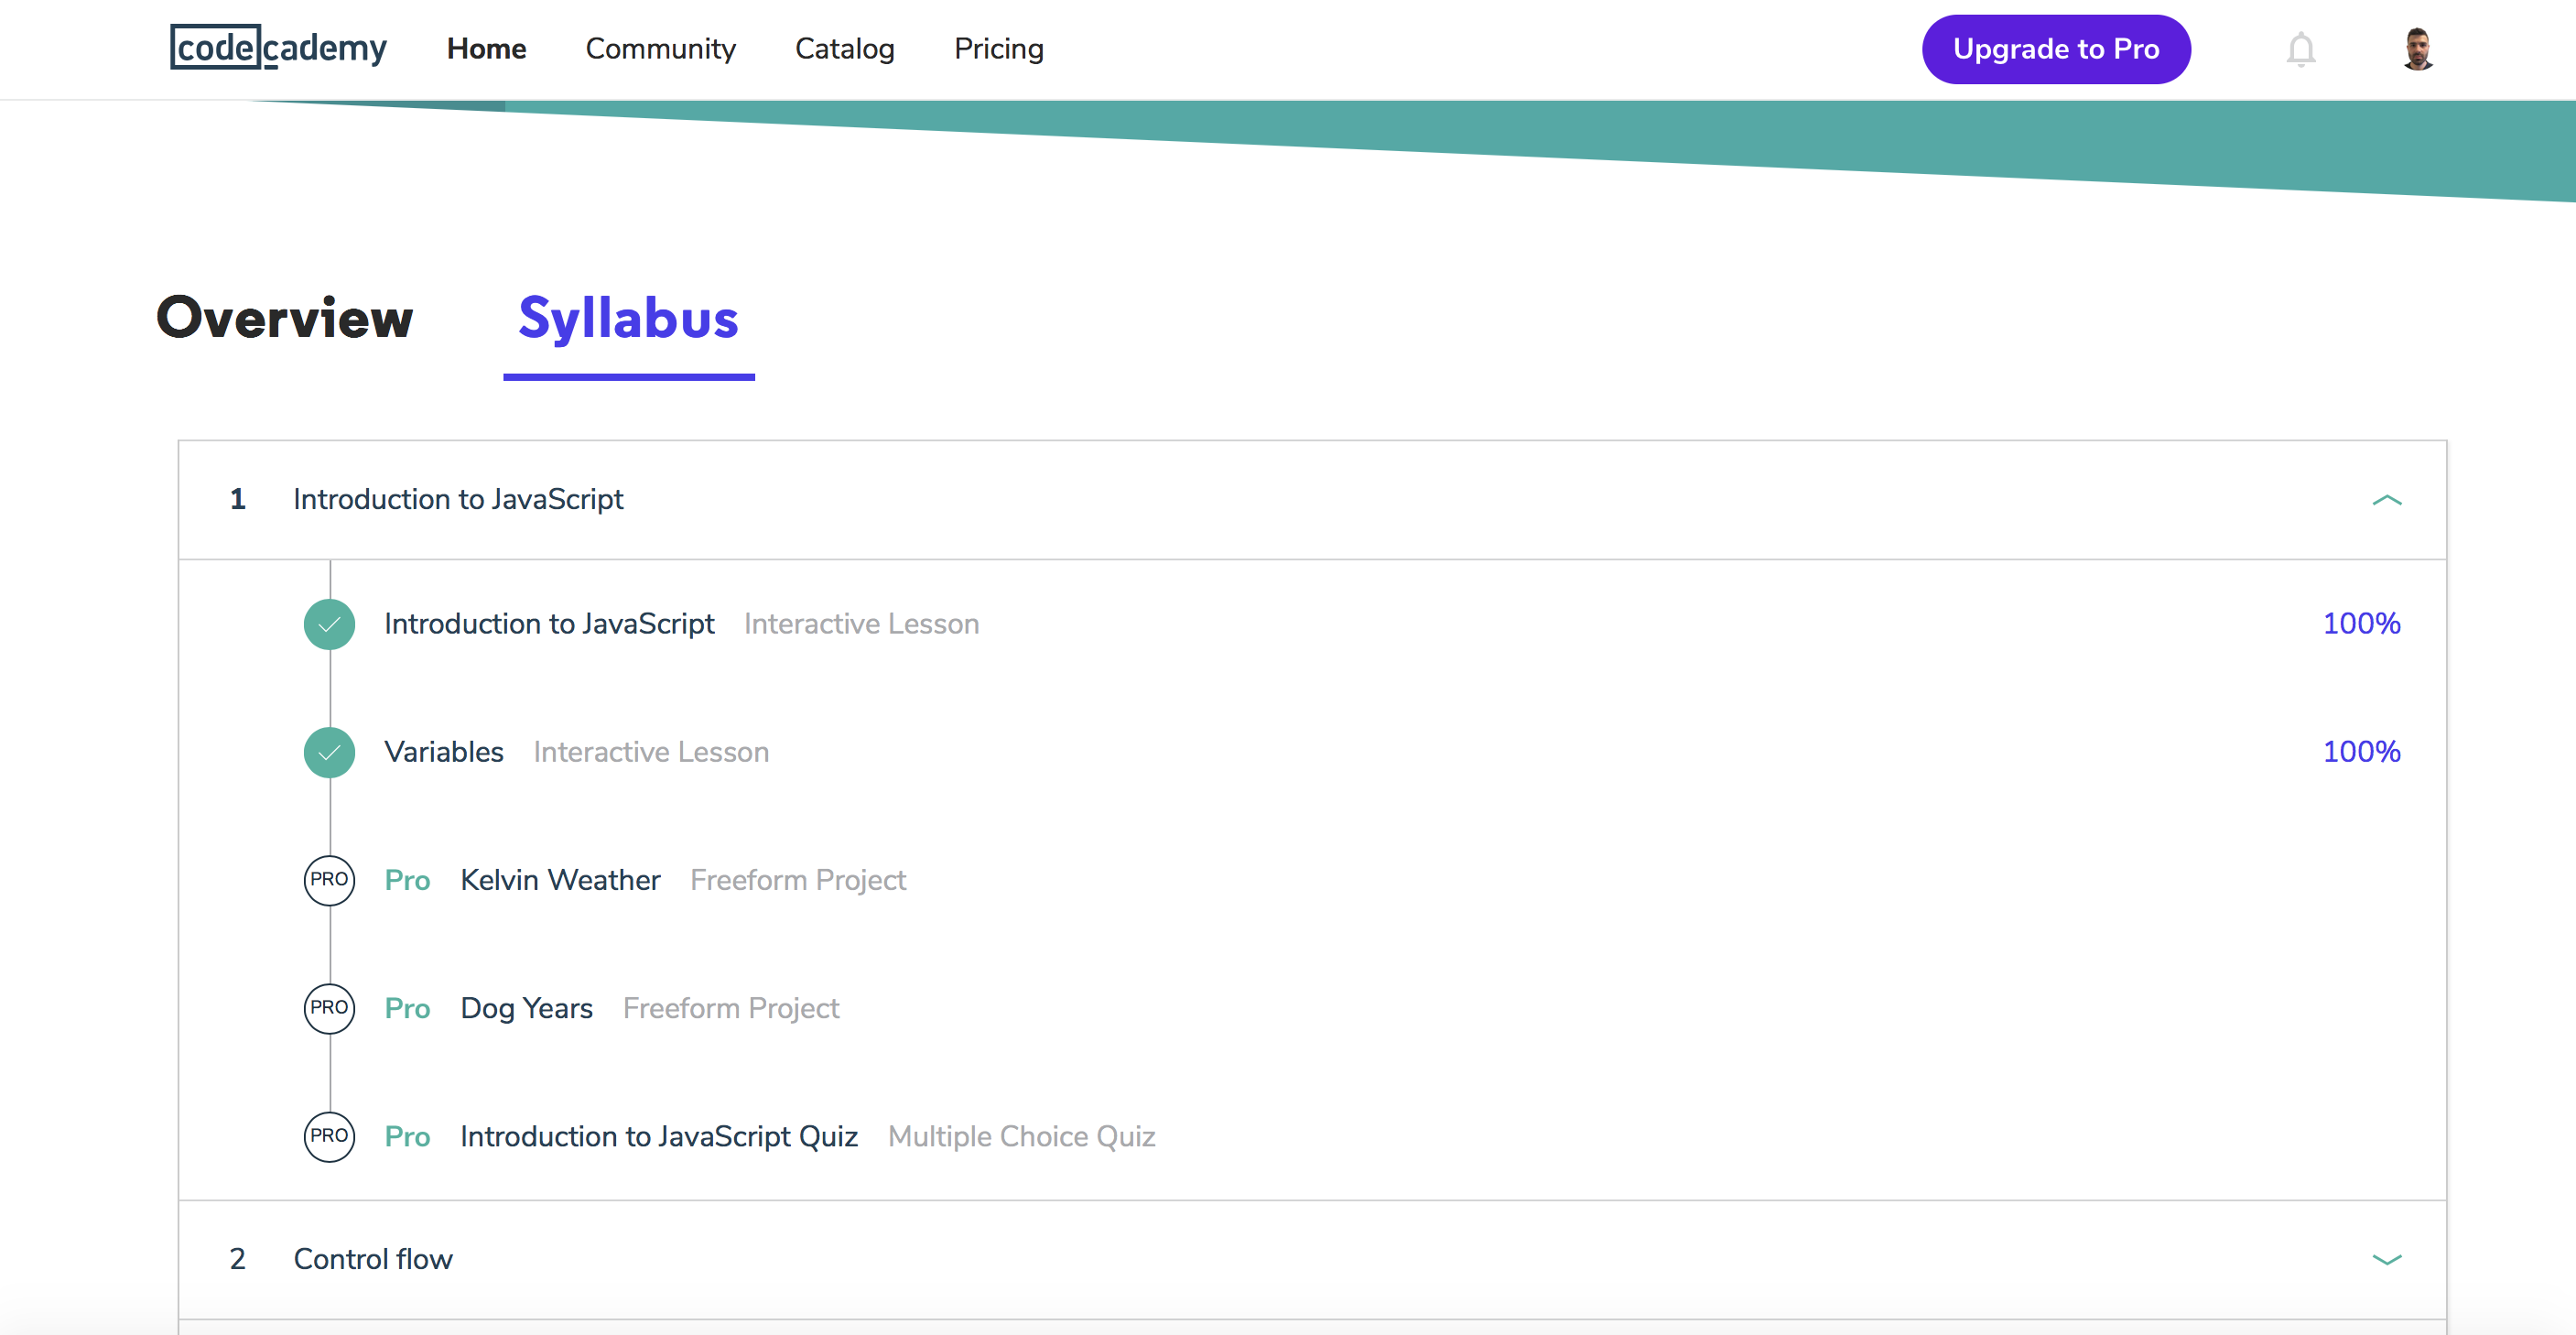 codecademy Home Community Catalog Pricing Upgrade to Pro
Overview Syllabus
1 Introduction to JavaScript
Introduction to JavaScript Interactive Lesson 100%
Variables Interactive Lesson 100%
PRO Pro Kelvin Weather Freeform Project
PRO Pro Dog Years Freeform Project
PRO Pro Introduction to JavaScript Quiz Multiple Choice Quiz
2 Control flow